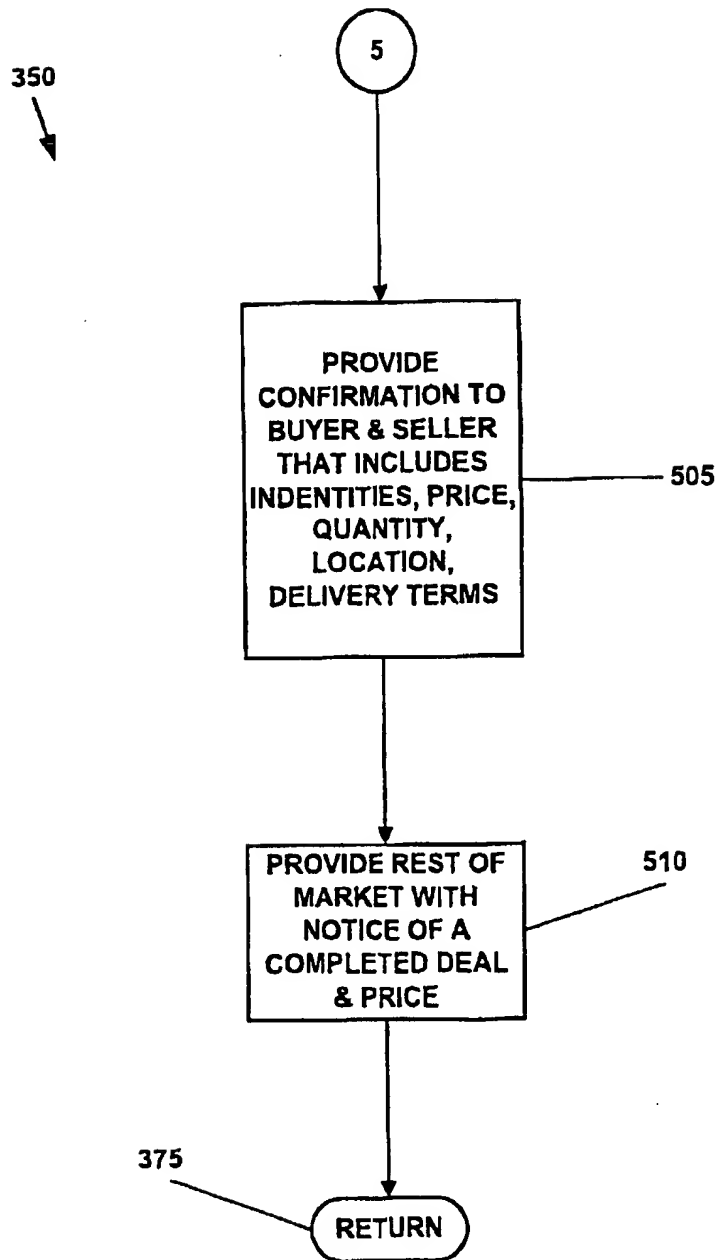 5
350
PROVIDE
CONFIRMATION TO
BUYER & SELLER
THAT INCLUDES
INDENTITIES, PRICE,
QUANTITY,
LOCATION,
DELIVERY TERMS
505
PROVIDE REST OF
MARKET WITH
NOTICE OF A
COMPLETED DEAL
& PRICE
510
375
RETURN